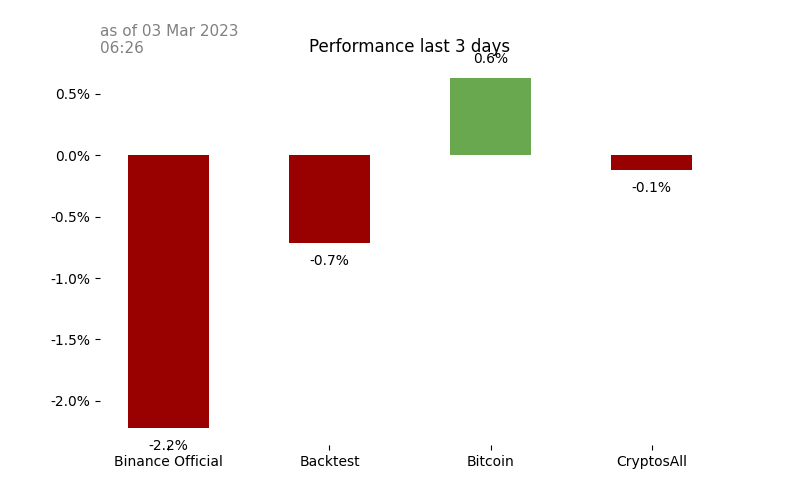 as of 03 Mar 2023
06:26
Performance last 3 days
0.6%
0.5%
0.0%
-0.1%
-0.5%
-0.7%
-1.0%
-1.5%
-2.0%
-2.2%
Binance Official
Backtest
Bitcoin
CryptosAll